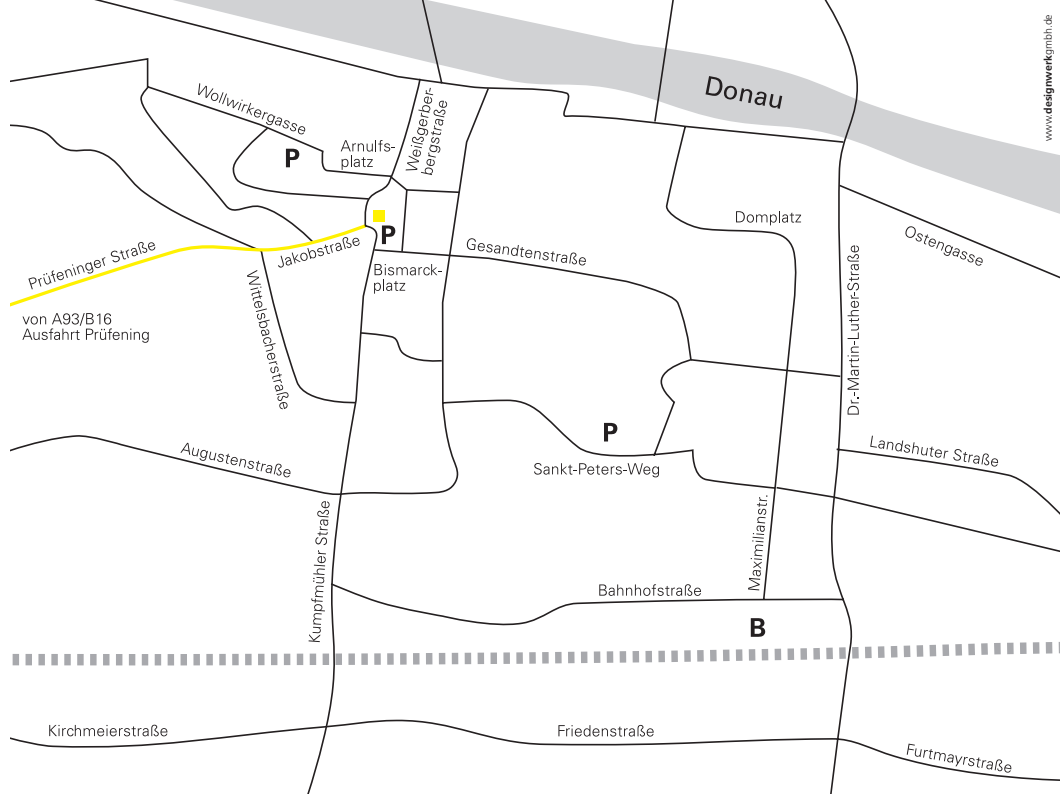 www.designwerkgmbh.de
Donau
Wollwirkergasse
Weißgerber-
bergstraße
Arnulfs-
platz
P
Domplatz
P
Ostengasse
Prüfeninger Straße
Jakobstraße
Gesandtenstraße
Bismarck-
platz
von A93/B16
Ausfahrt Prüfening
Wittelsbacherstraße
Dr.-Martin-Luther-Straße
P
Augustenstraße
Sankt-Peters-Weg
Landshuter Straße
Kumpfmühler Straße
Maximilianstr.
Bahnhofstraße
B
Kirchmeierstraße
Friedenstraße
Furtmayrstraße